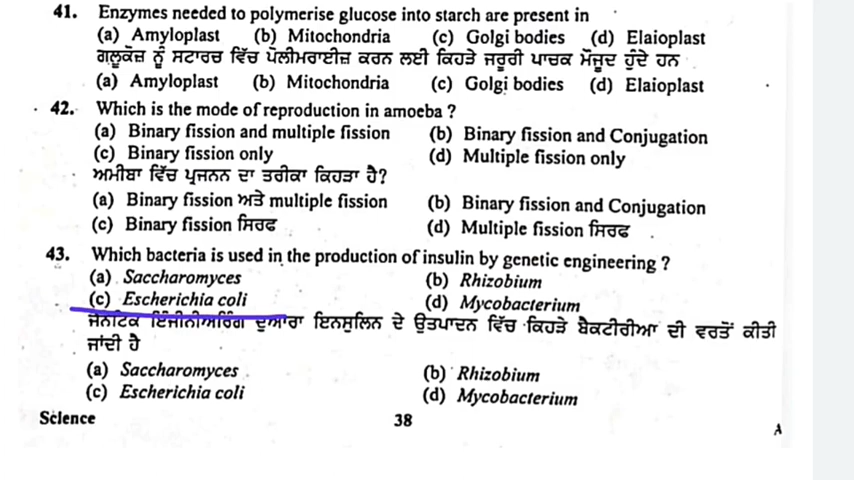 41. Enzymes needed to polymerise glucose into starch are present in
(a) Amyloplast (b) Mitochondria (c) Golgi bodies (d) Elaioplast
ਗਲੂਕੋਜ਼ ਨੂੰ ਸਟਾਰਚ ਵਿੱਚ ਪੋਲੀਮਰਾਈਜ਼ ਕਰਨ ਲਈ ਕਿਹੜੇ ਜਰੂਰੀ ਪਾਚਕ ਮੌਜੂਦ ਹੁੰਦੇ ਹਨ
(a) Amyloplast (b) Mitochondria (c) Golgi bodies (d) Elaioplast
42. Which is the mode of reproduction in amoeba ?
(a) Binary fission and multiple fission (b) Binary fission and Conjugation
(c) Binary fission only (d) Multiple fission only
ਅਮੀਬਾ ਵਿੱਚ ਪ੍ਰਜਨਨ ਦਾ ਤਰੀਕਾ ਕਿਹੜਾ ਹੈ?
(a) Binary fission ਅਤੇ multiple fission (b) Binary fission and Conjugation
(c) Binary fission ਸਿਰਫ (d) Multiple fission ਸਿਰਫ
43. Which bacteria is used in the production of insulin by genetic engineering ?
(a) Saccharomyces (b) Rhizobium
(c) Escherichia coli (d) Mycobacterium
ਜੈਨੇਟਿਕ ਇੰਜੀਨੀਅਰਿੰਗ ਦੁਆਰਾ ਇਨਸੁਲਿਨ ਦੇ ਉਤਪਾਦਨ ਵਿੱਚ ਕਿਹੜੇ ਬੈਕਟੀਰੀਆ ਦੀ ਵਰਤੋਂ ਕੀਤੀ
ਜਾਂਦੀ ਹੈ
(a) Saccharomyces (b) Rhizobium
(c) Escherichia coli (d) Mycobacterium
Science 38 A